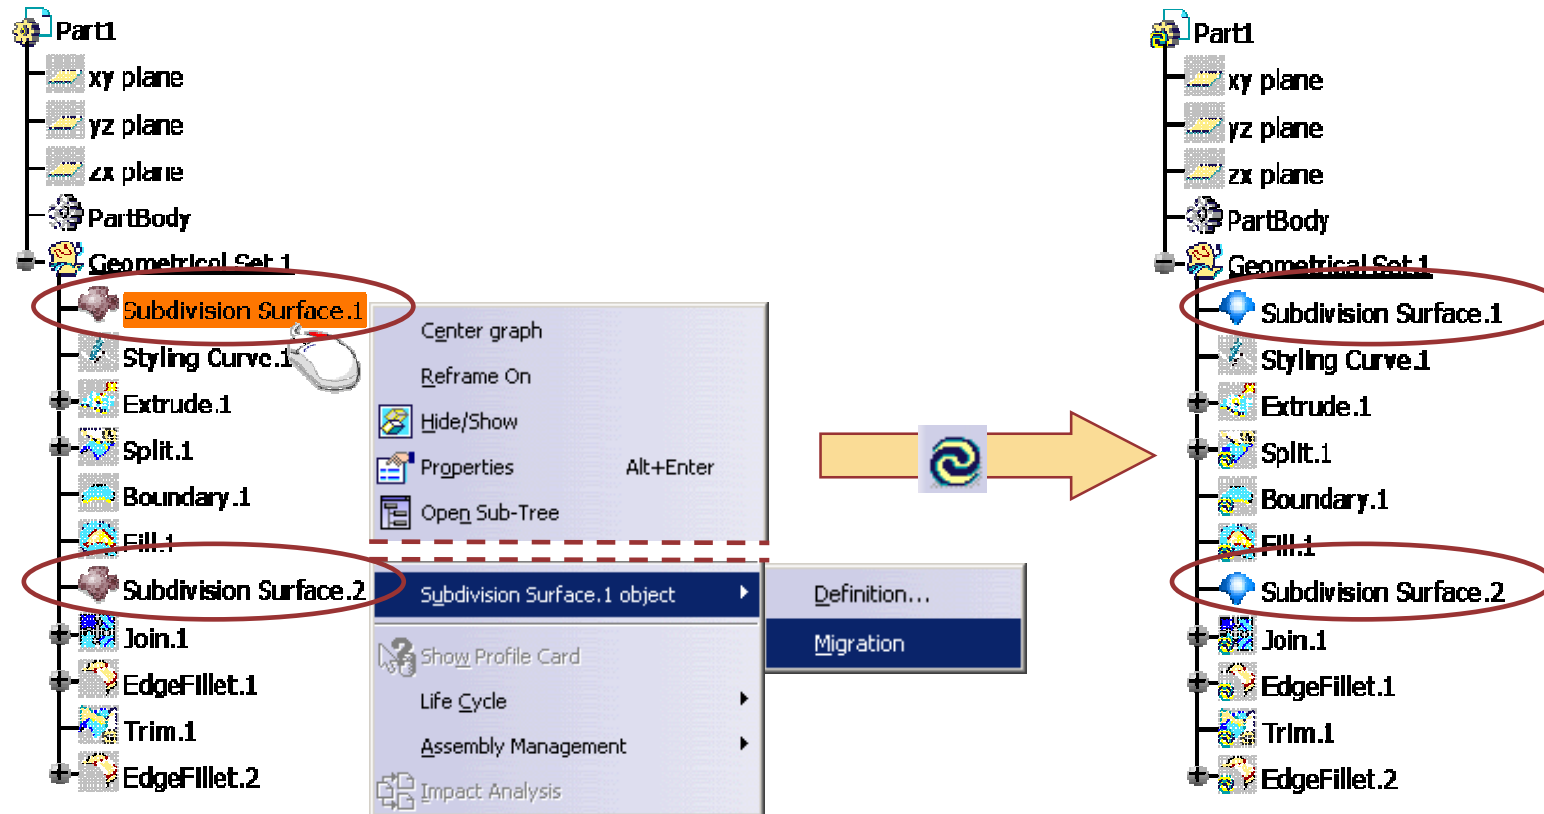 Part1
xy plane
yz plane
zx plane
PartBody
Geometrical Set.1
Subdivision Surface.1
Styling Curve.1
Extrude.1
Split.1
Boundary.1
Fill.1
Subdivision Surface.2
Join.1
EdgeFillet.1
Trim.1
EdgeFillet.2
Center graph
Reframe On
Hide/Show
Properties Alt+Enter
Open Sub-Tree
Subdivision Surface.1 object
Show Profile Card
Life Cycle
Assembly Management
Impact Analysis
Definition...
Migration
Part1
xy plane
yz plane
zx plane
PartBody
Geometrical Set.1
Subdivision Surface.1
Styling Curve.1
Extrude.1
Split.1
Boundary.1
Fill.1
Subdivision Surface.2
Join.1
EdgeFillet.1
Trim.1
EdgeFillet.2